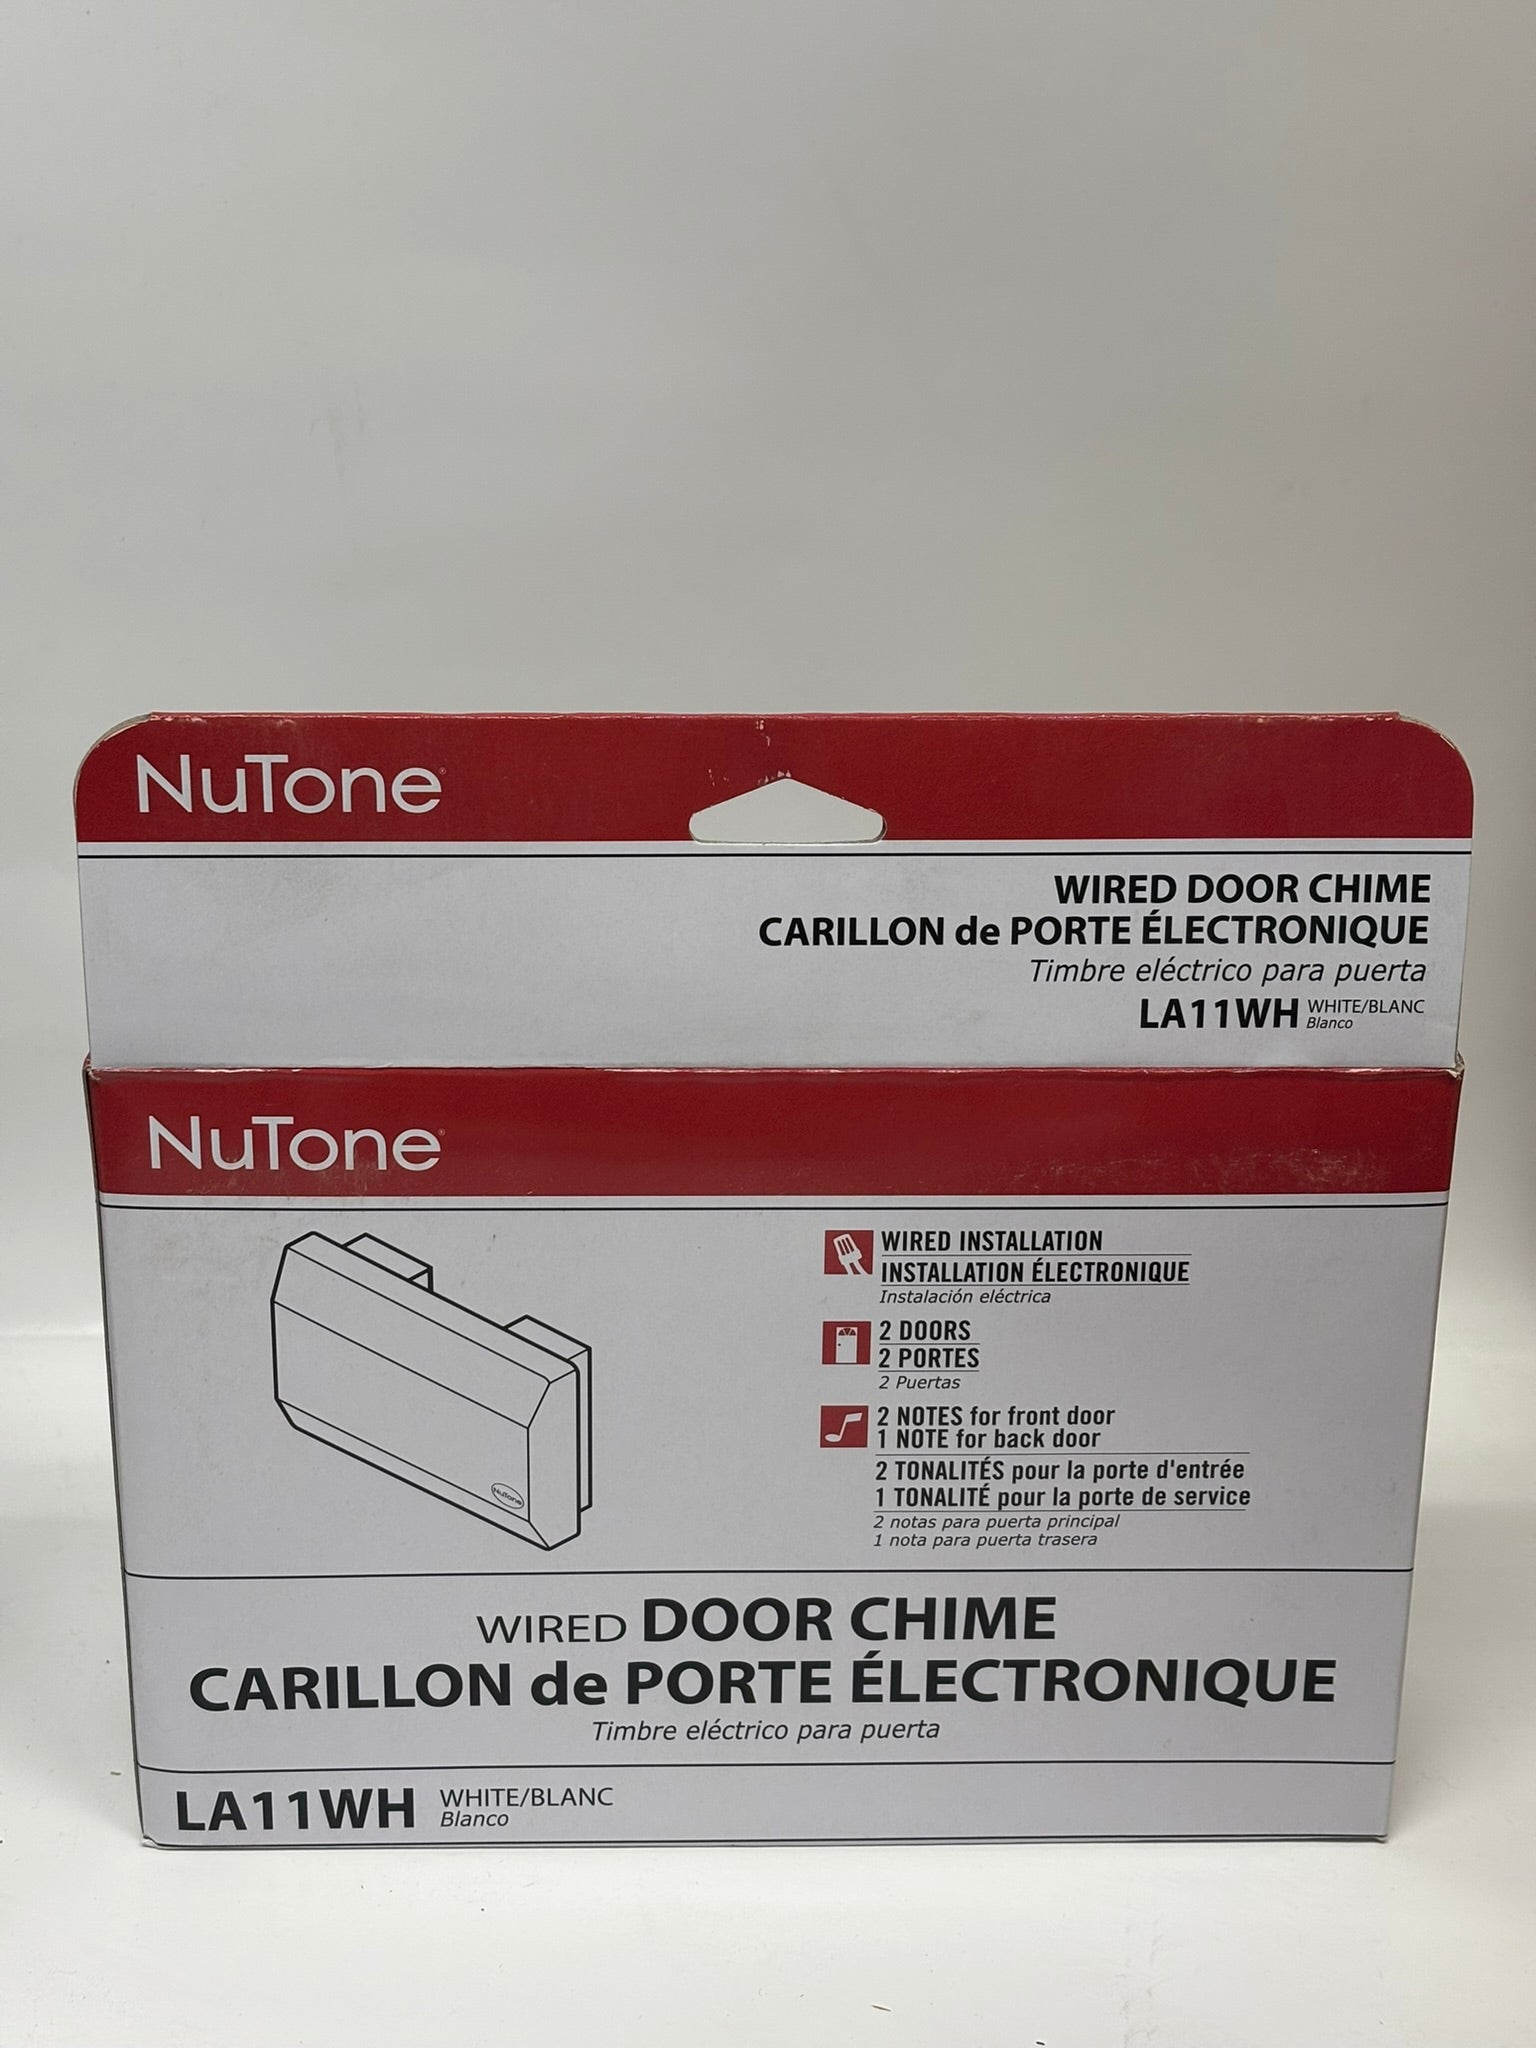 NuTone
WIRED DOOR CHIME
CARILLON de PORTE ÉLECTRONIQUE
Timbre eléctrico para puerta
LA11WH WHITE/BLANC
Blanco
NuTone
WIRED INSTALLATION
INSTALLATION ÉLECTRONIQUE
Instalación eléctrica
2 DOORS
2 PORTES
2 Puertas
2 NOTES for front door
1 NOTE for back door
2 TONALITÉS pour la porte d'entrée
1 TONALITÉ pour la porte de service
2 notas para puerta principal
1 nota para puerta trasera
NuTone
WIRED DOOR CHIME
CARILLON de PORTE ÉLECTRONIQUE
Timbre eléctrico para puerta
LA11WH WHITE/BLANC
Blanco